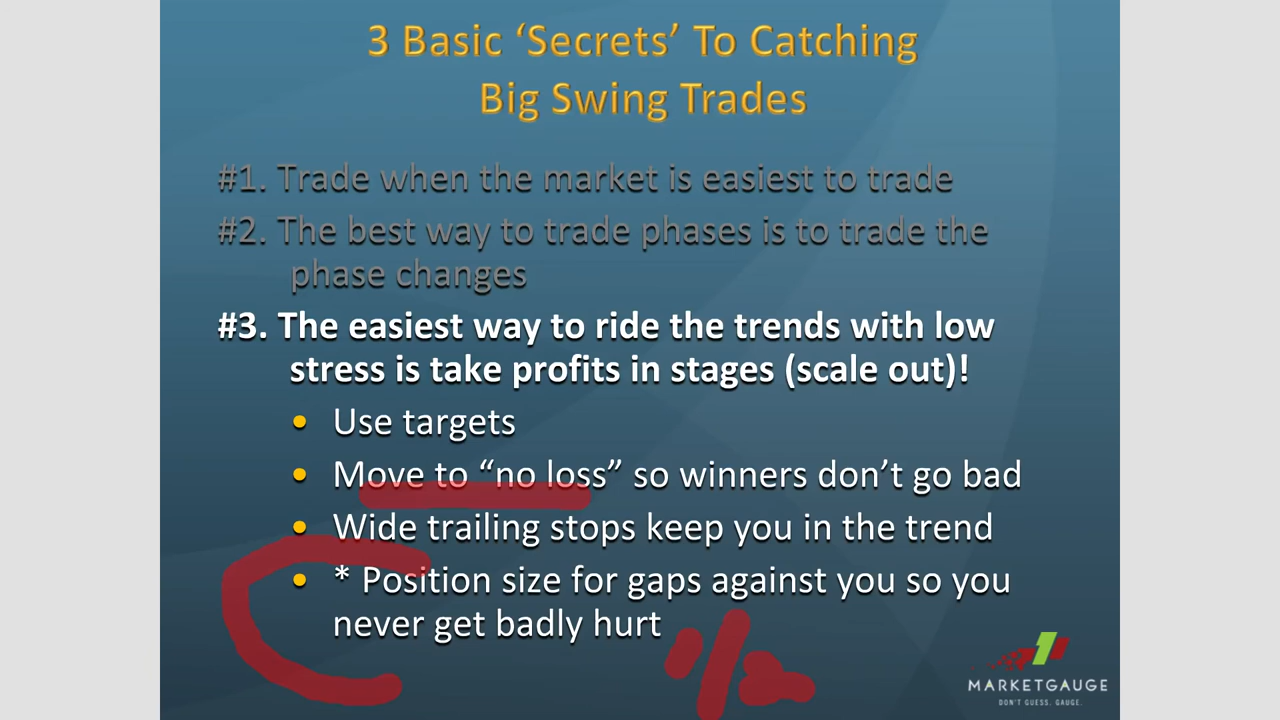 3 Basic ‘Secrets’ To Catching
Big Swing Trades
#1. Trade when the market is easiest to trade
#2. The best way to trade phases is to trade the
phase changes
#3. The easiest way to ride the trends with low
stress is take profits in stages (scale out)!
• Use targets
• Move to “no loss” so winners don’t go bad
• Wide trailing stops keep you in the trend
• * Position size for gaps against you so you
never get badly hurt
1/2
MARKETGAUGE
DON'T GUESS. GAUGE.